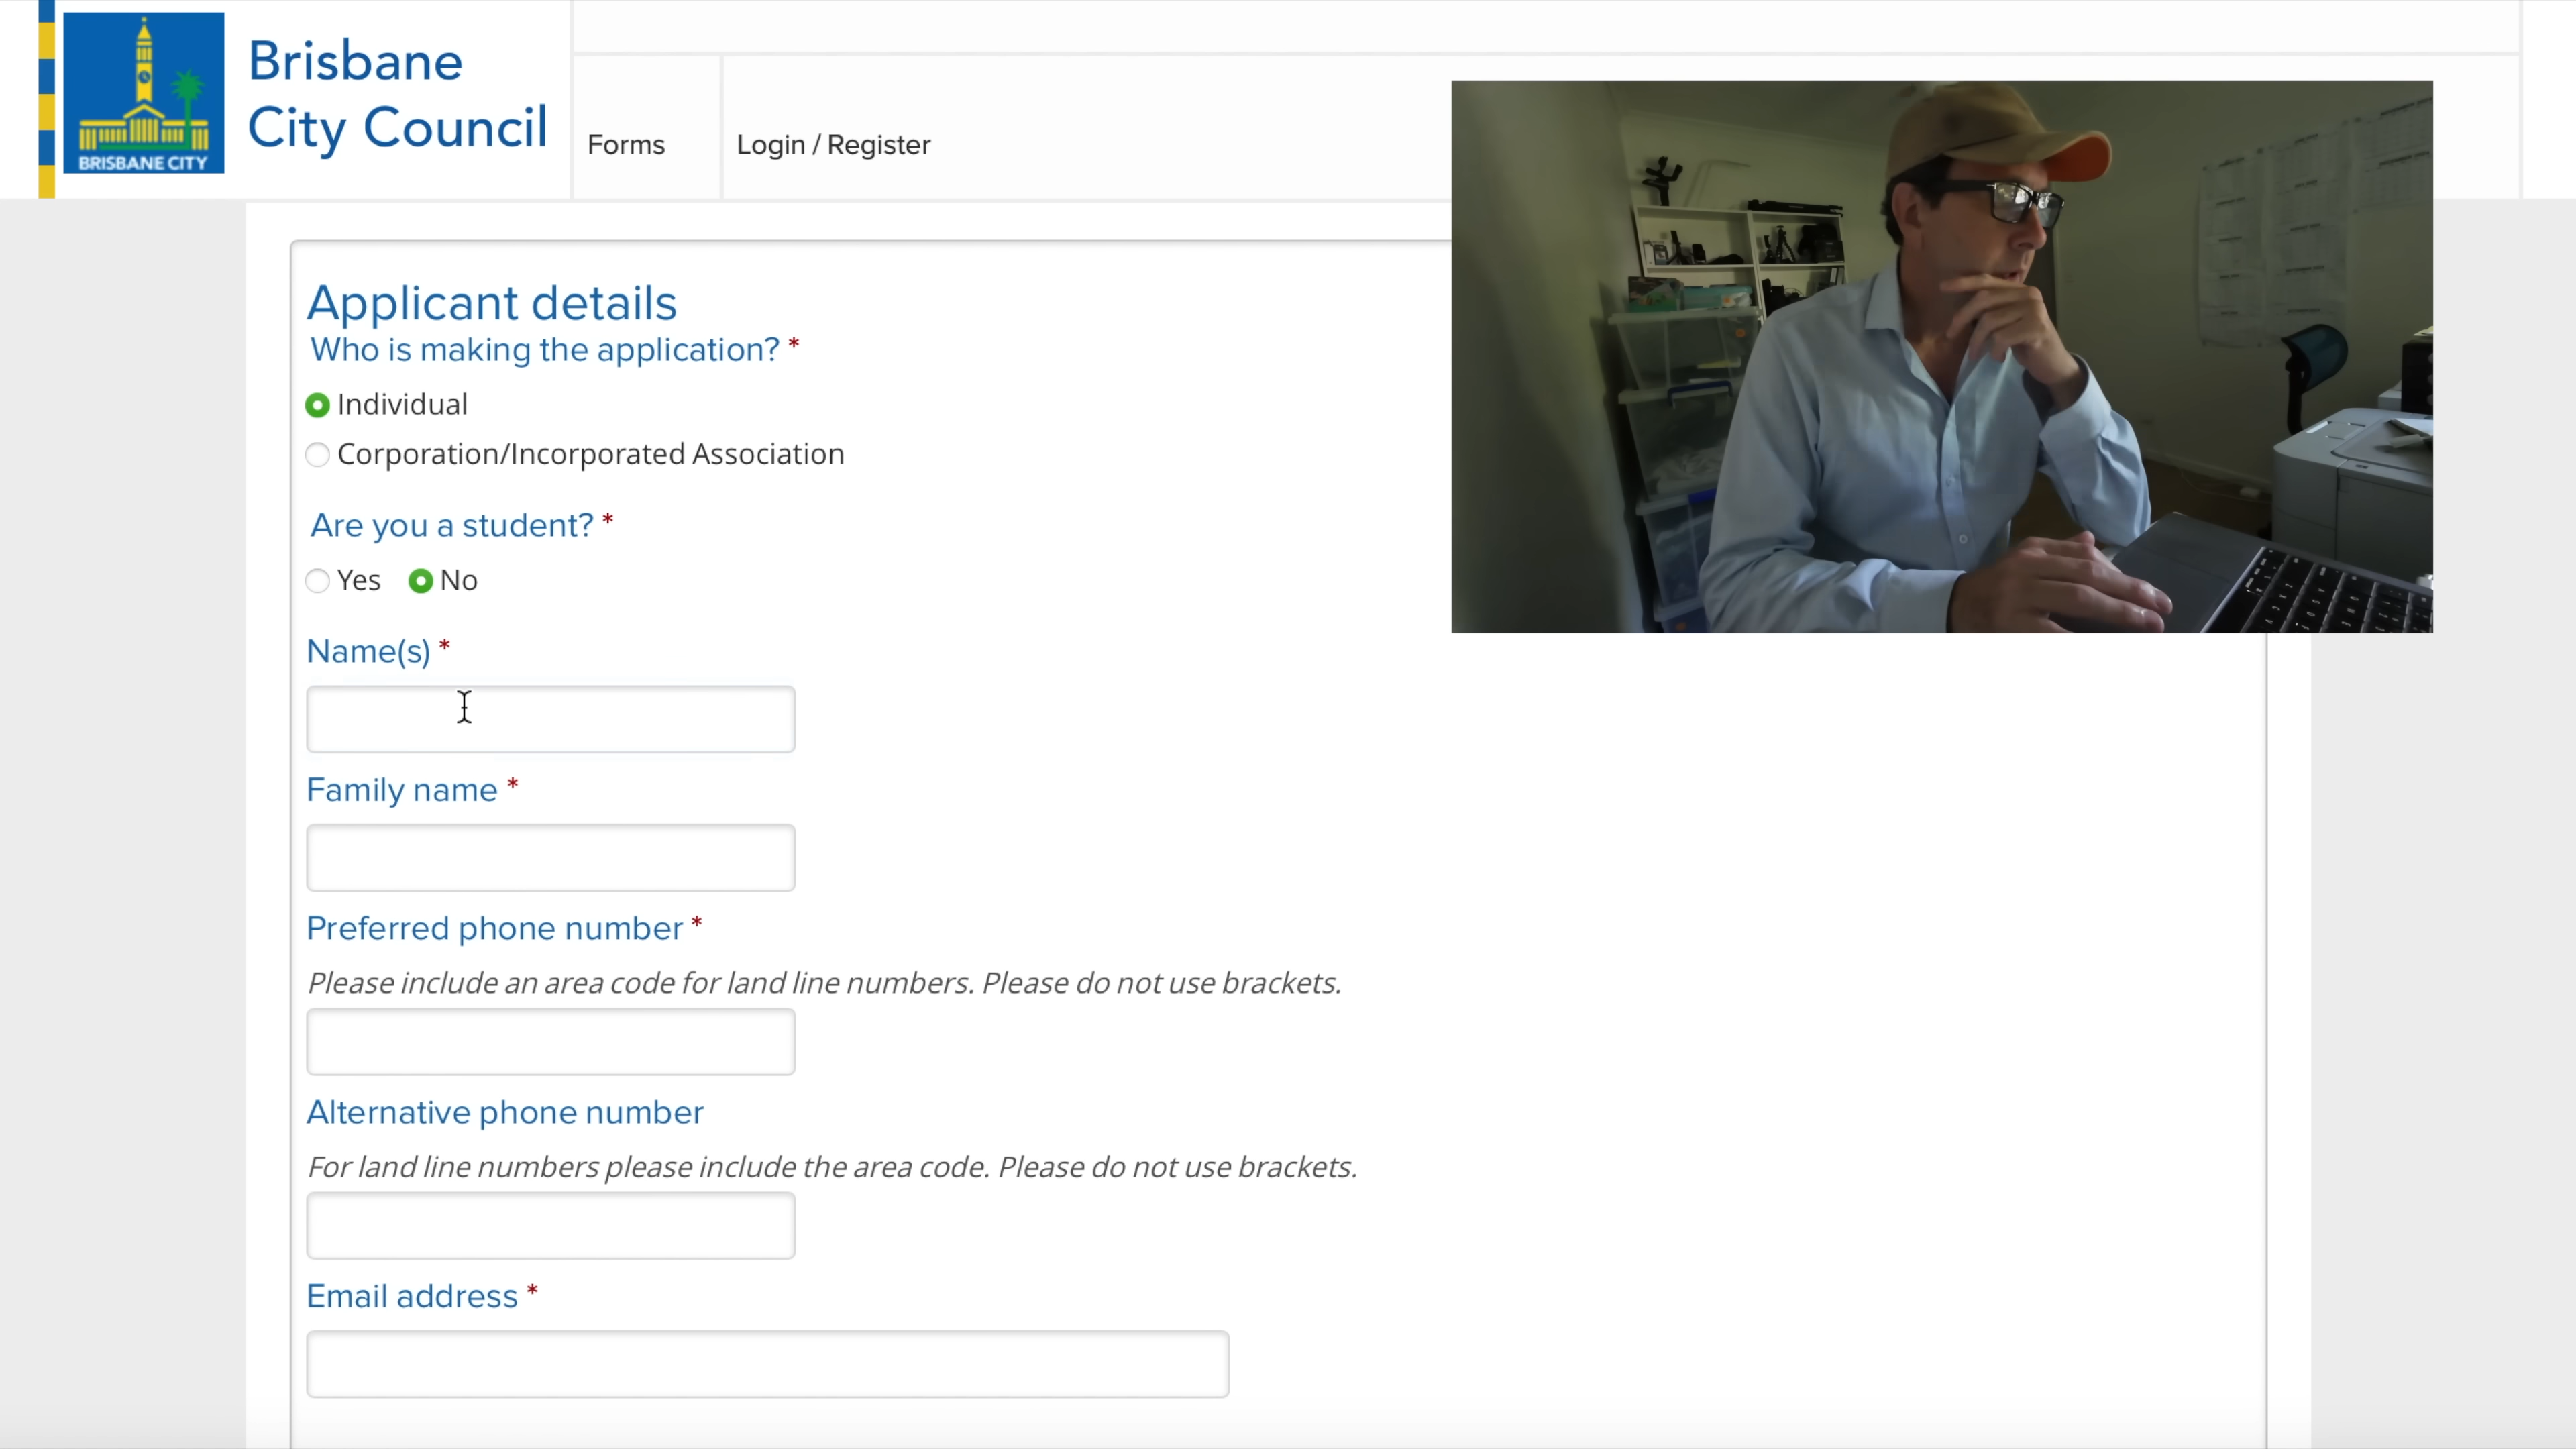 BRISBANE CITY
Brisbane
City Council
Forms
Login / Register
Applicant details
Who is making the application? *
Individual
Corporation/Incorporated Association
Are you a student? *
Yes No
Name(s) *
Family name *
Preferred phone number *
Please include an area code for land line numbers. Please do not use brackets.
Alternative phone number
For land line numbers please include the area code. Please do not use brackets.
Email address *